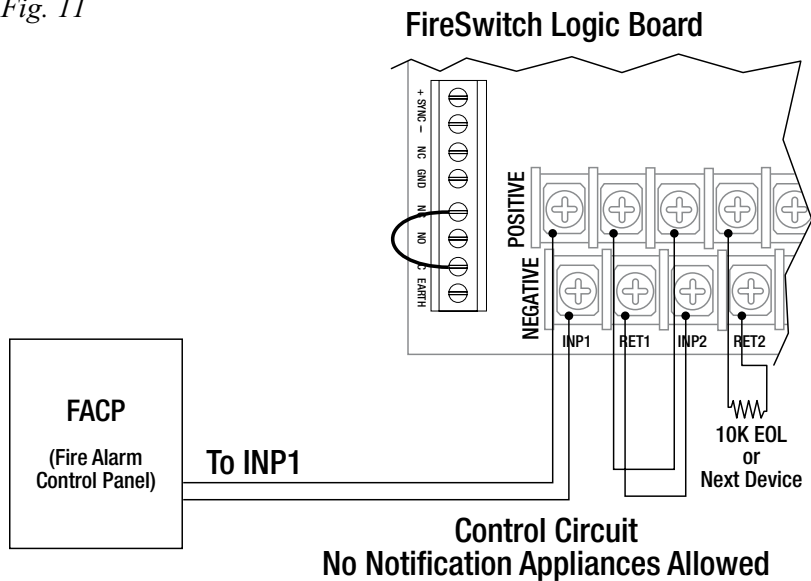 Fig. 11
FireSwitch Logic Board
+ SYNC –
NC
GND
NO
EARTH
POSITIVE
NEGATIVE
INP1
RET1
INP2
RET2
FACP
(Fire Alarm
Control Panel)
To INP1
10K EOL
or
Next Device
Control Circuit
No Notification Appliances Allowed